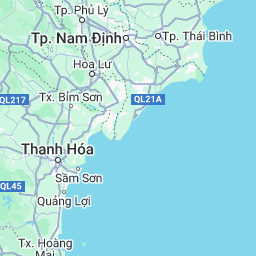 Tp. Phủ Lý
Tp. Nam Định
Tp. Thái Bình
Hoa Lư
QL217
Tx. Bỉm Sơn
QL21A
Thanh Hóa
Sầm Sơn
QL45
Quảng Lợi
Tx. Hoàng
Mai